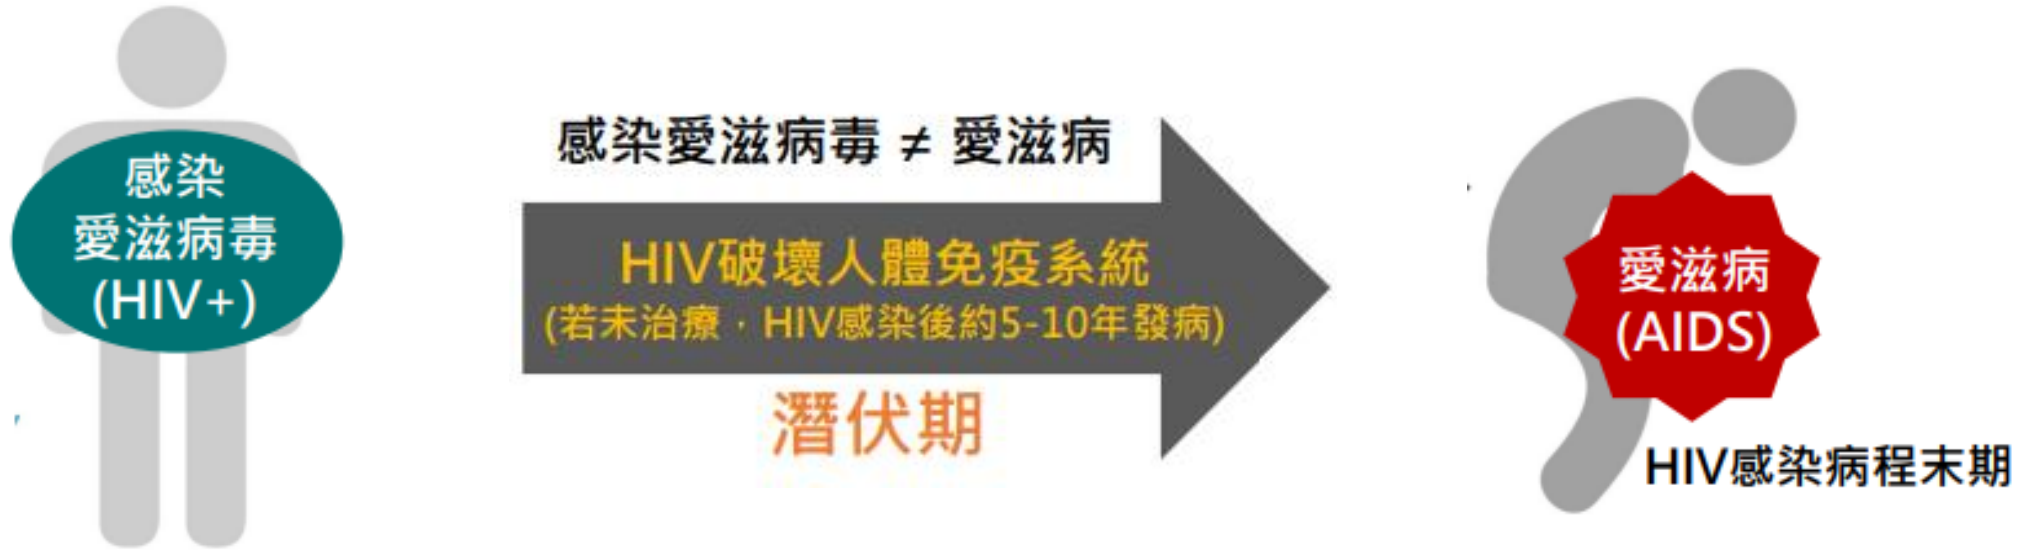 感染
愛滋病毒
(HIV+)
感染愛滋病毒 ≠ 愛滋病
HIV破壞人體免疫系統
(若未治療，HIV感染後約5-10年發病)
潛伏期
愛滋病
(AIDS)
HIV感染病程末期